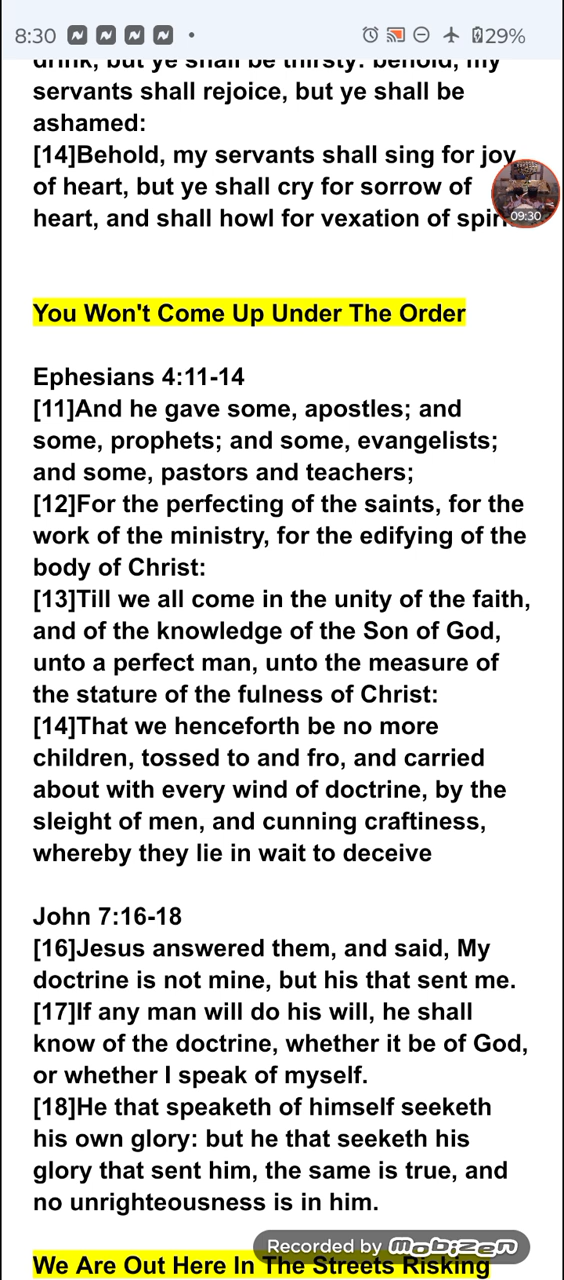 8:30 29%
drink, but ye shall be thirsty: behold, my
servants shall rejoice, but ye shall be
ashamed:
[14]Behold, my servants shall sing for joy
of heart, but ye shall cry for sorrow of
heart, and shall howl for vexation of spir
09:30
You Won't Come Up Under The Order
Ephesians 4:11-14
[11]And he gave some, apostles; and
some, prophets; and some, evangelists;
and some, pastors and teachers;
[12]For the perfecting of the saints, for the
work of the ministry, for the edifying of the
body of Christ:
[13]Till we all come in the unity of the faith,
and of the knowledge of the Son of God,
unto a perfect man, unto the measure of
the stature of the fulness of Christ:
[14]That we henceforth be no more
children, tossed to and fro, and carried
about with every wind of doctrine, by the
sleight of men, and cunning craftiness,
whereby they lie in wait to deceive
John 7:16-18
[16]Jesus answered them, and said, My
doctrine is not mine, but his that sent me.
[17]If any man will do his will, he shall
know of the doctrine, whether it be of God,
or whether I speak of myself.
[18]He that speaketh of himself seeketh
his own glory: but he that seeketh his
glory that sent him, the same is true, and
no unrighteousness is in him.
Recorded by Mobizen
We Are Out Here In The Streets Risking